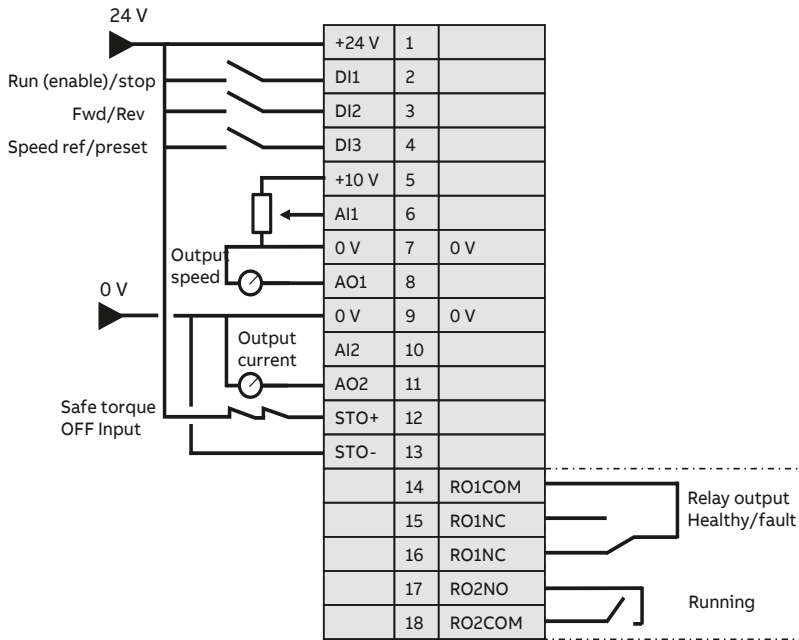 24 V
+24 V 1
Run (enable)/stop DI1 2
Fwd/Rev DI2 3
Speed ref/preset DI3 4
+10 V 5
AI1 6
Output
speed
0 V 7 0 V
AO1 8
0 V
0 V 9 0 V
Output
current
AI2 10
AO2 11
Safe torque
OFF Input
STO+ 12
STO- 13
14 RO1COM
15 RO1NC
16 RO1NC
Relay output
Healthy/fault
17 RO2NO
18 RO2COM
Running